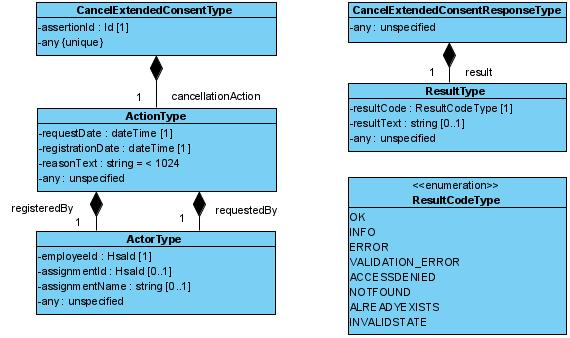 CancelExtendedConsentType
-assertionId : Id [1]
-any {unique}
1
cancellationAction
ActionType
-requestDate : dateTime [1]
-registrationDate : dateTime [1]
-reasonText : string = < 1024
-any : unspecified
registeredBy
1
requestedBy
1
ActorType
-employeeId : HsaId [1]
-assignmentId : HsaId [0..1]
-assignmentName : string [0..1]
-any : unspecified
CancelExtendedConsentResponseType
-any : unspecified
1
result
ResultType
-resultCode : ResultCodeType [1]
-resultText : string [0..1]
-any : unspecified
<<enumeration>>
ResultCodeType
OK
INFO
ERROR
VALIDATION_ERROR
ACCESSDENIED
NOTFOUND
ALREADYEXISTS
INVALIDSTATE